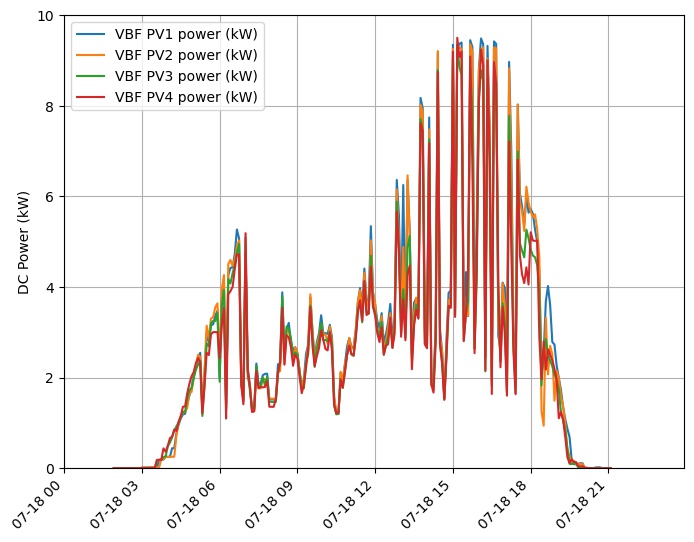 10
8
6
4
2
0
DC Power (kW)
VBF PV1 power (kW)
VBF PV2 power (kW)
VBF PV3 power (kW)
VBF PV4 power (kW)
07-18 00
07-18 03
07-18 06
07-18 09
07-18 12
07-18 15
07-18 18
07-18 21